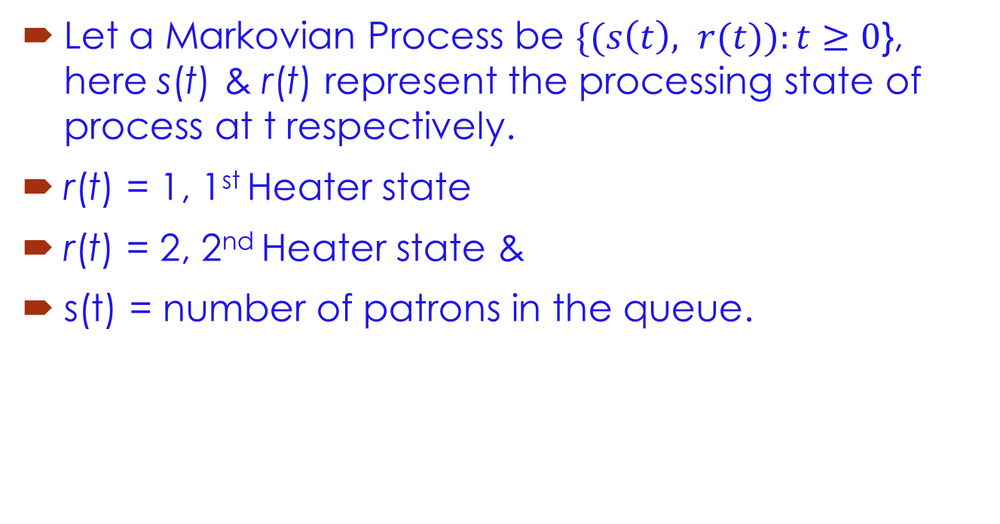 Let a Markovian Process be {(s(t), r(t)): t ≥ 0},
here s(t) & r(t) represent the processing state of
process at t respectively.
r(t) = 1, 1st Heater state
r(t) = 2, 2nd Heater state &
s(t) = number of patrons in the queue.